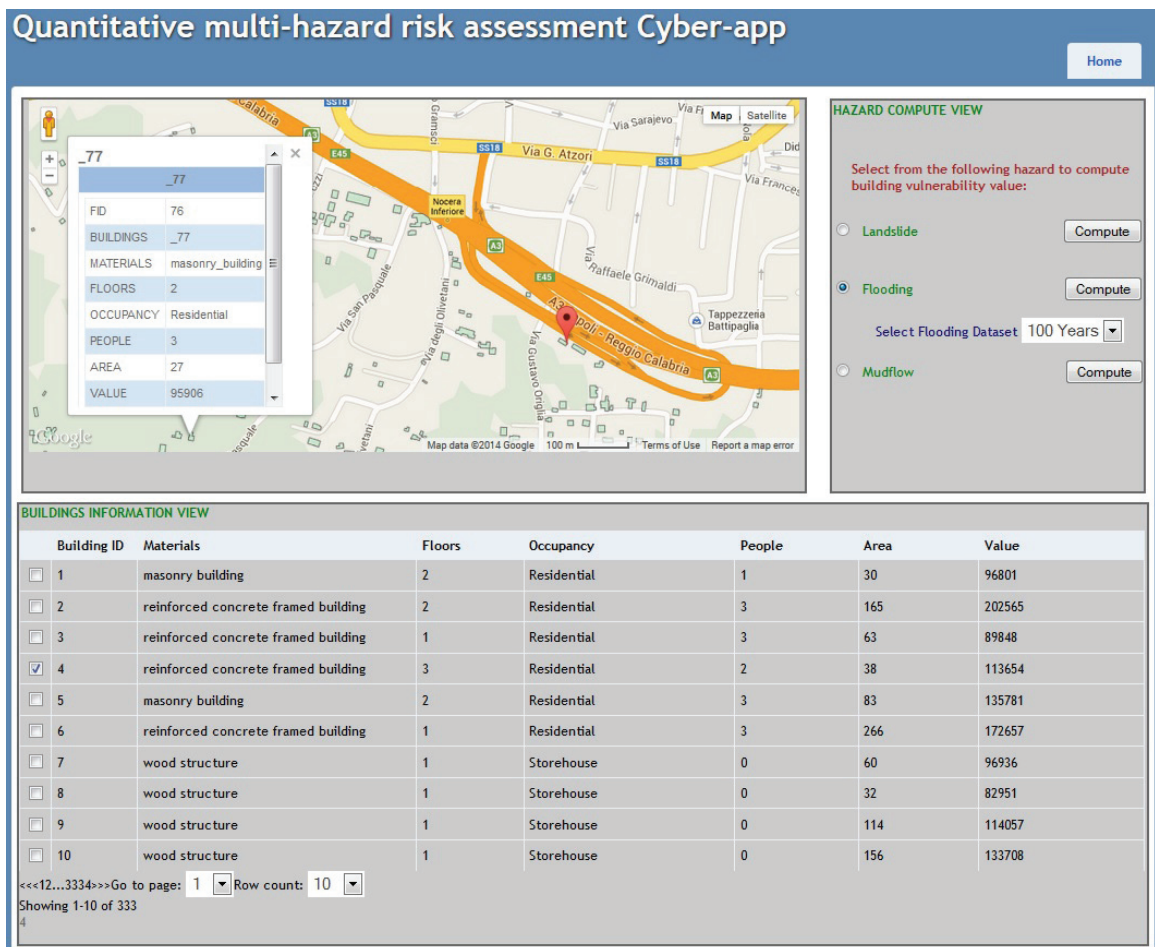 Quantitative multi-hazard risk assessment Cyber-app
Home
Calabria
SS18
A3
E45
Gramsci
Via Sarajevo
Map Satellite
SS18
Via G. Atzori
SS18
Via Frances
Nocera
Inferiore
A3
E45
Via Raffaele Grimaldi
Via San Pasquale
Via degli Olivetani
Via Gustavo Origlia
Tappezzeria
Battipaglia
A3
+
−
_77
×
_77
FID 76
BUILDINGS _77
MATERIALS masonry_building
FLOORS 2
OCCUPANCY Residential
PEOPLE 3
AREA 27
VALUE 95906
Google
Map data ©2014 Google 100 m Terms of Use Report a map error
HAZARD COMPUTE VIEW
Select from the following hazard to compute
building vulnerability value:
Landslide Compute
Flooding Compute
Select Flooding Dataset 100 Years
Mudflow Compute
BUILDINGS INFORMATION VIEW
Building ID Materials Floors Occupancy People Area Value
1 masonry building 2 Residential 1 30 96801
2 reinforced concrete framed building 2 Residential 3 165 202565
3 reinforced concrete framed building 1 Residential 3 63 89848
4 reinforced concrete framed building 3 Residential 2 38 113654
5 masonry building 2 Residential 3 83 135781
6 reinforced concrete framed building 1 Residential 3 266 172657
7 wood structure 1 Storehouse 0 60 96936
8 wood structure 1 Storehouse 0 32 82951
9 wood structure 1 Storehouse 0 114 114057
10 wood structure 1 Storehouse 0 156 133708
<<<12...3334>>>Go to page: 1 Row count: 10
Showing 1-10 of 333
4